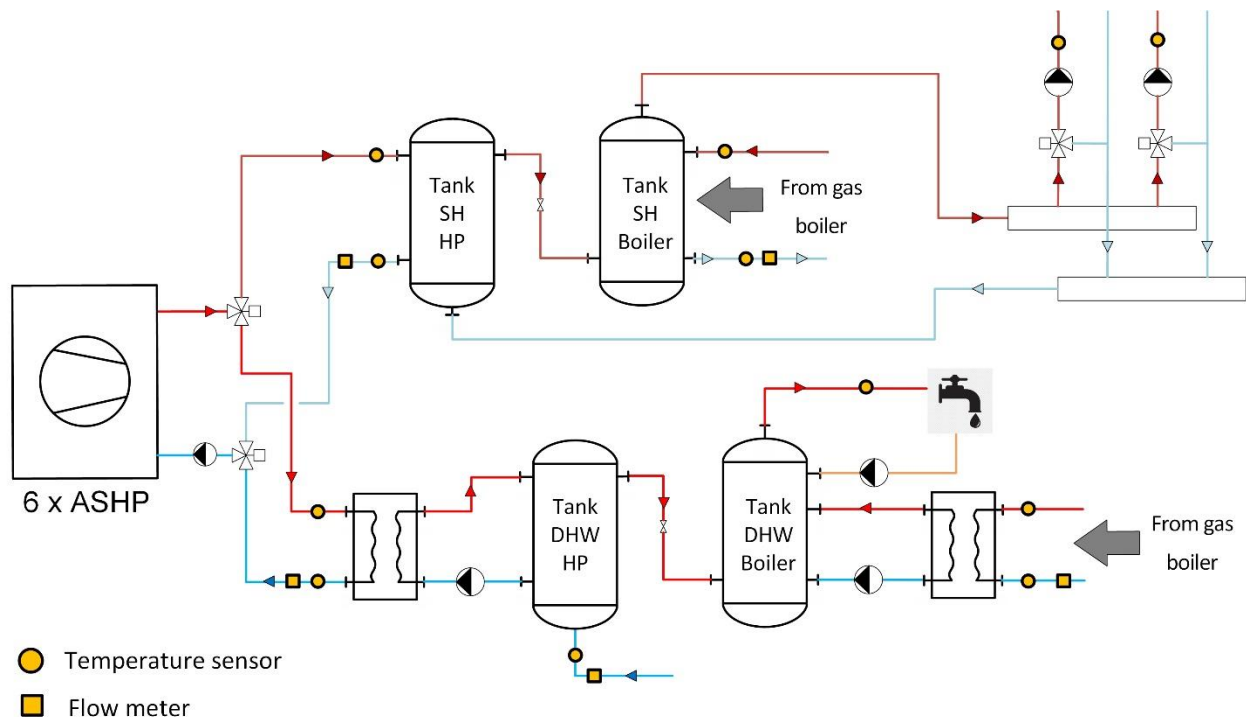 Tank
SH
HP
Tank
SH
Boiler
From gas
boiler
6 x ASHP
Tank
DHW
HP
Tank
DHW
Boiler
From gas
boiler
Temperature sensor
Flow meter